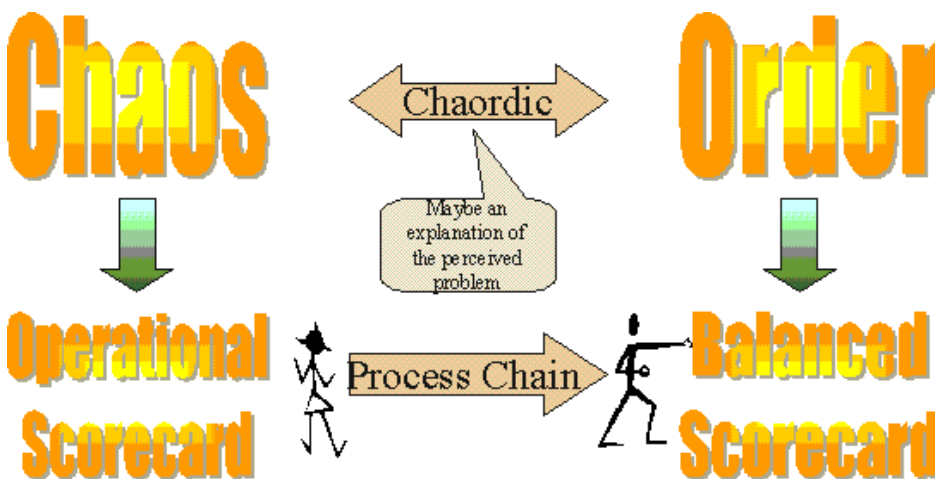 Chaos
Chaordic
Order
Maybe an
explanation of
the perceived
problem
Operational
Scorecard
Process Chain
Balanced
Scorecard